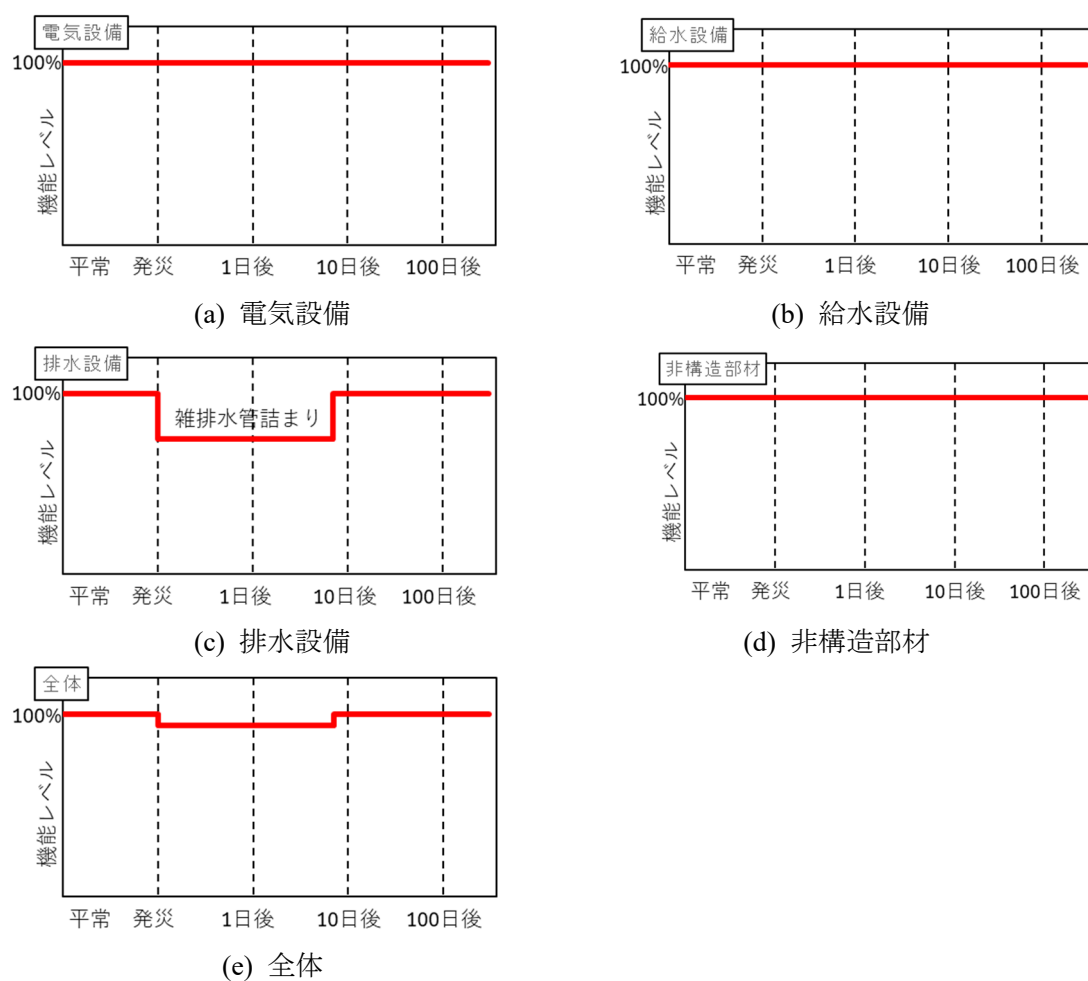 電気設備
100%
機能レベル
平常 発災 1日後 10日後 100日後
(a) 電気設備
給水設備
100%
機能レベル
平常 発災 1日後 10日後 100日後
(b) 給水設備
排水設備
100%
雑排水管詰まり
機能レベル
平常 発災 1日後 10日後 100日後
(c) 排水設備
非構造部材
100%
機能レベル
平常 発災 1日後 10日後 100日後
(d) 非構造部材
全体
100%
機能レベル
平常 発災 1日後 10日後 100日後
(e) 全体